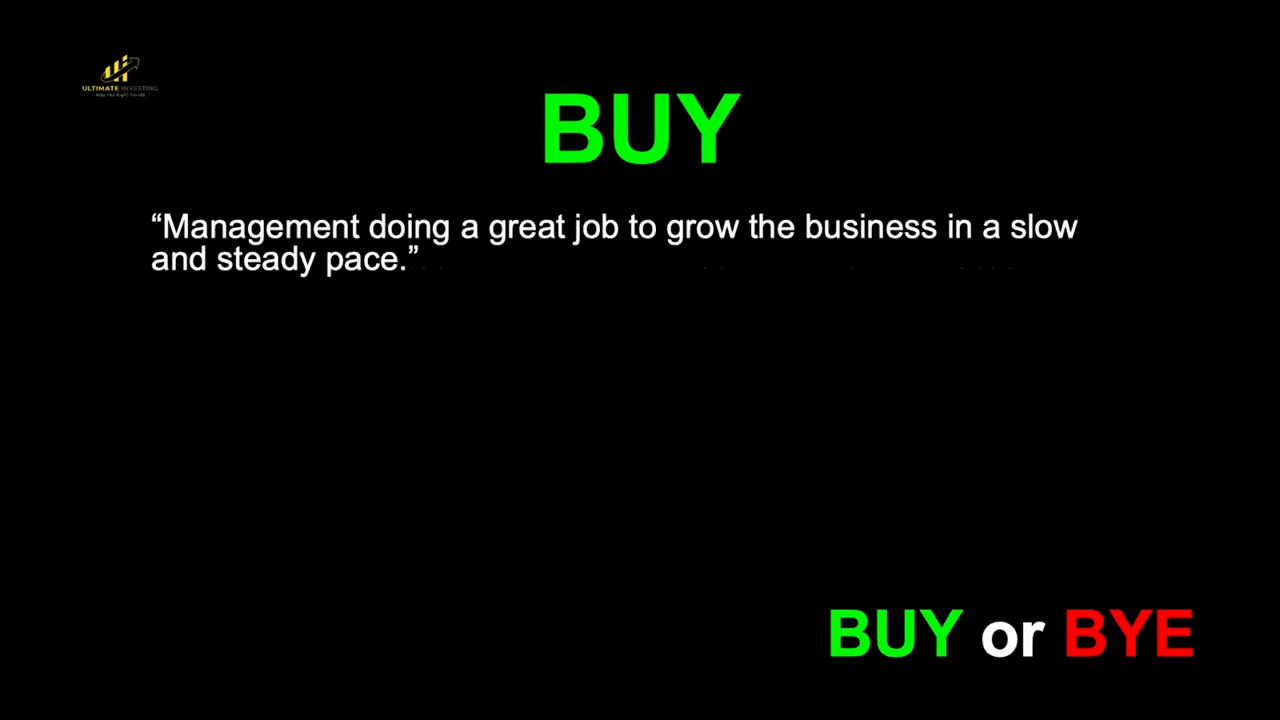 ULTIMATE INVESTING
BUY
“Management doing a great job to grow the business in a slow
and steady pace.”
BUY or BYE